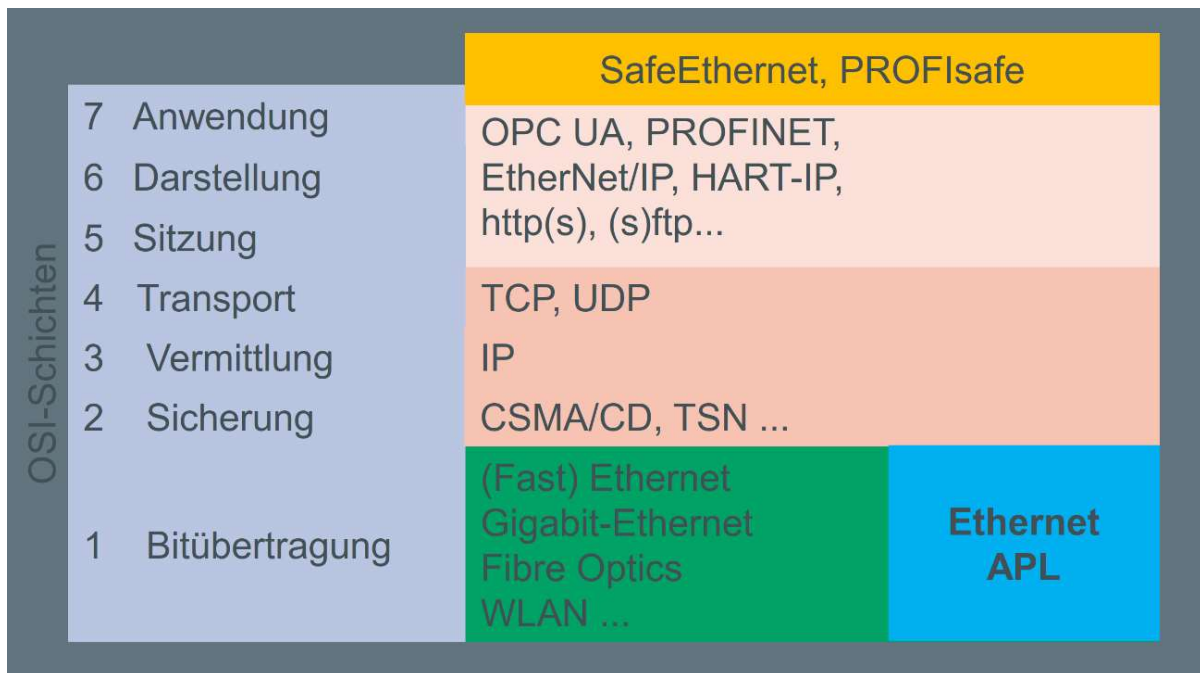 SafeEthernet, PROFIsafe
OSI-Schichten
7 Anwendung
6 Darstellung
5 Sitzung
OPC UA, PROFINET,
EtherNet/IP, HART-IP,
http(s), (s)ftp...
4 Transport
TCP, UDP
3 Vermittlung
IP
2 Sicherung
CSMA/CD, TSN ...
1 Bitübertragung
(Fast) Ethernet
Gigabit-Ethernet
Fibre Optics
WLAN ...
Ethernet
APL